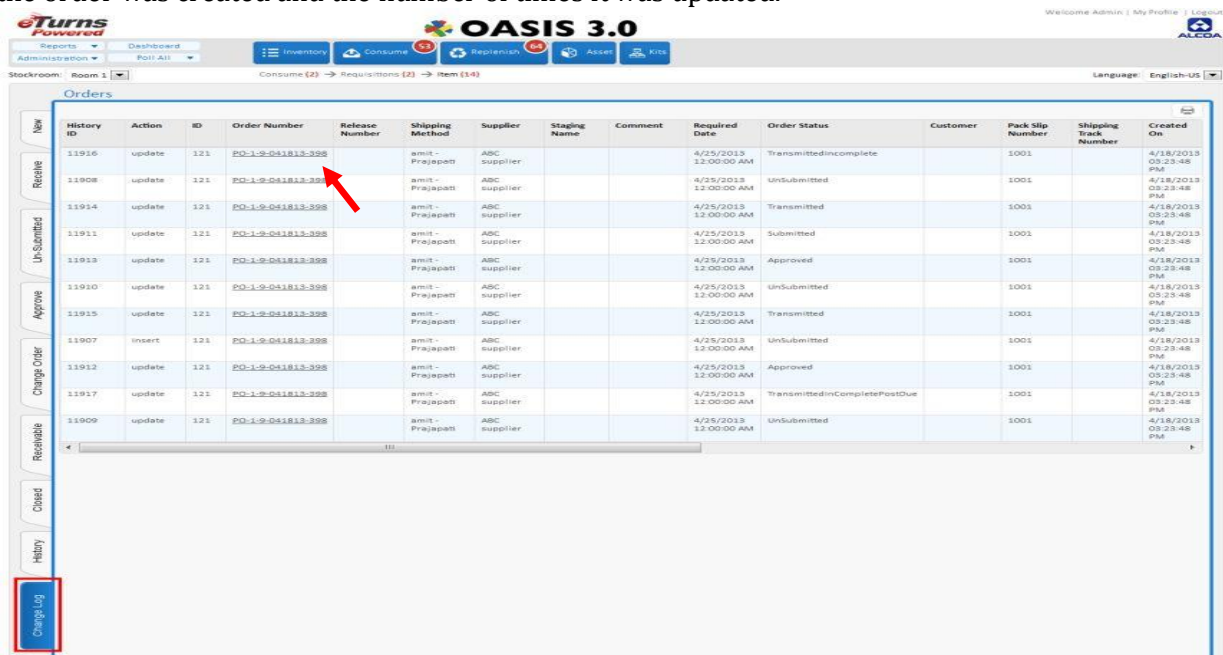 the order was created and the number of times it was updated.
eTurns Powered OASIS 3.0 Welcome Admin | My Profile | Logout
ALCOA
Reports Dashboard
Administration Poll All
Inventory Consume 53 Replenish 64 Asset Kits
Stockroom: Room 1 Consume (2) → Requisitions (2) → Item (14) Language: English-US
Orders
History ID Action ID Order Number Release Number Shipping Method Supplier Staging Name Comment Required Date Order Status Customer Pack Slip Number Shipping Track Number Created On
11916 update 121 PO-1-9-041813-398 amit - Prajapati ABC supplier 4/25/2013 12:00:00 AM TransmittedIncomplete 1001 4/18/2013 03:23:48 PM
11908 update 121 PO-1-9-041813-398 amit - Prajapati ABC supplier 4/25/2013 12:00:00 AM UnSubmitted 1001 4/18/2013 03:23:48 PM
11914 update 121 PO-1-9-041813-398 amit - Prajapati ABC supplier 4/25/2013 12:00:00 AM Transmitted 1001 4/18/2013 03:23:48 PM
11911 update 121 PO-1-9-041813-398 amit - Prajapati ABC supplier 4/25/2013 12:00:00 AM Submitted 1001 4/18/2013 03:23:48 PM
11913 update 121 PO-1-9-041813-398 amit - Prajapati ABC supplier 4/25/2013 12:00:00 AM Approved 1001 4/18/2013 03:23:48 PM
11910 update 121 PO-1-9-041813-398 amit - Prajapati ABC supplier 4/25/2013 12:00:00 AM UnSubmitted 1001 4/18/2013 03:23:48 PM
11915 update 121 PO-1-9-041813-398 amit - Prajapati ABC supplier 4/25/2013 12:00:00 AM Transmitted 1001 4/18/2013 03:23:48 PM
11907 insert 121 PO-1-9-041813-398 amit - Prajapati ABC supplier 4/25/2013 12:00:00 AM UnSubmitted 1001 4/18/2013 03:23:48 PM
11912 update 121 PO-1-9-041813-398 amit - Prajapati ABC supplier 4/25/2013 12:00:00 AM Approved 1001 4/18/2013 03:23:48 PM
11917 update 121 PO-1-9-041813-398 amit - Prajapati ABC supplier 4/25/2013 12:00:00 AM TransmittedInCompletePastDue 1001 4/18/2013 03:23:48 PM
11909 update 121 PO-1-9-041813-398 amit - Prajapati ABC supplier 4/25/2013 12:00:00 AM UnSubmitted 1001 4/18/2013 03:23:48 PM
New
Receive
Un-Submitted
Approve
Change Order
Receivable
Closed
History
Change Log